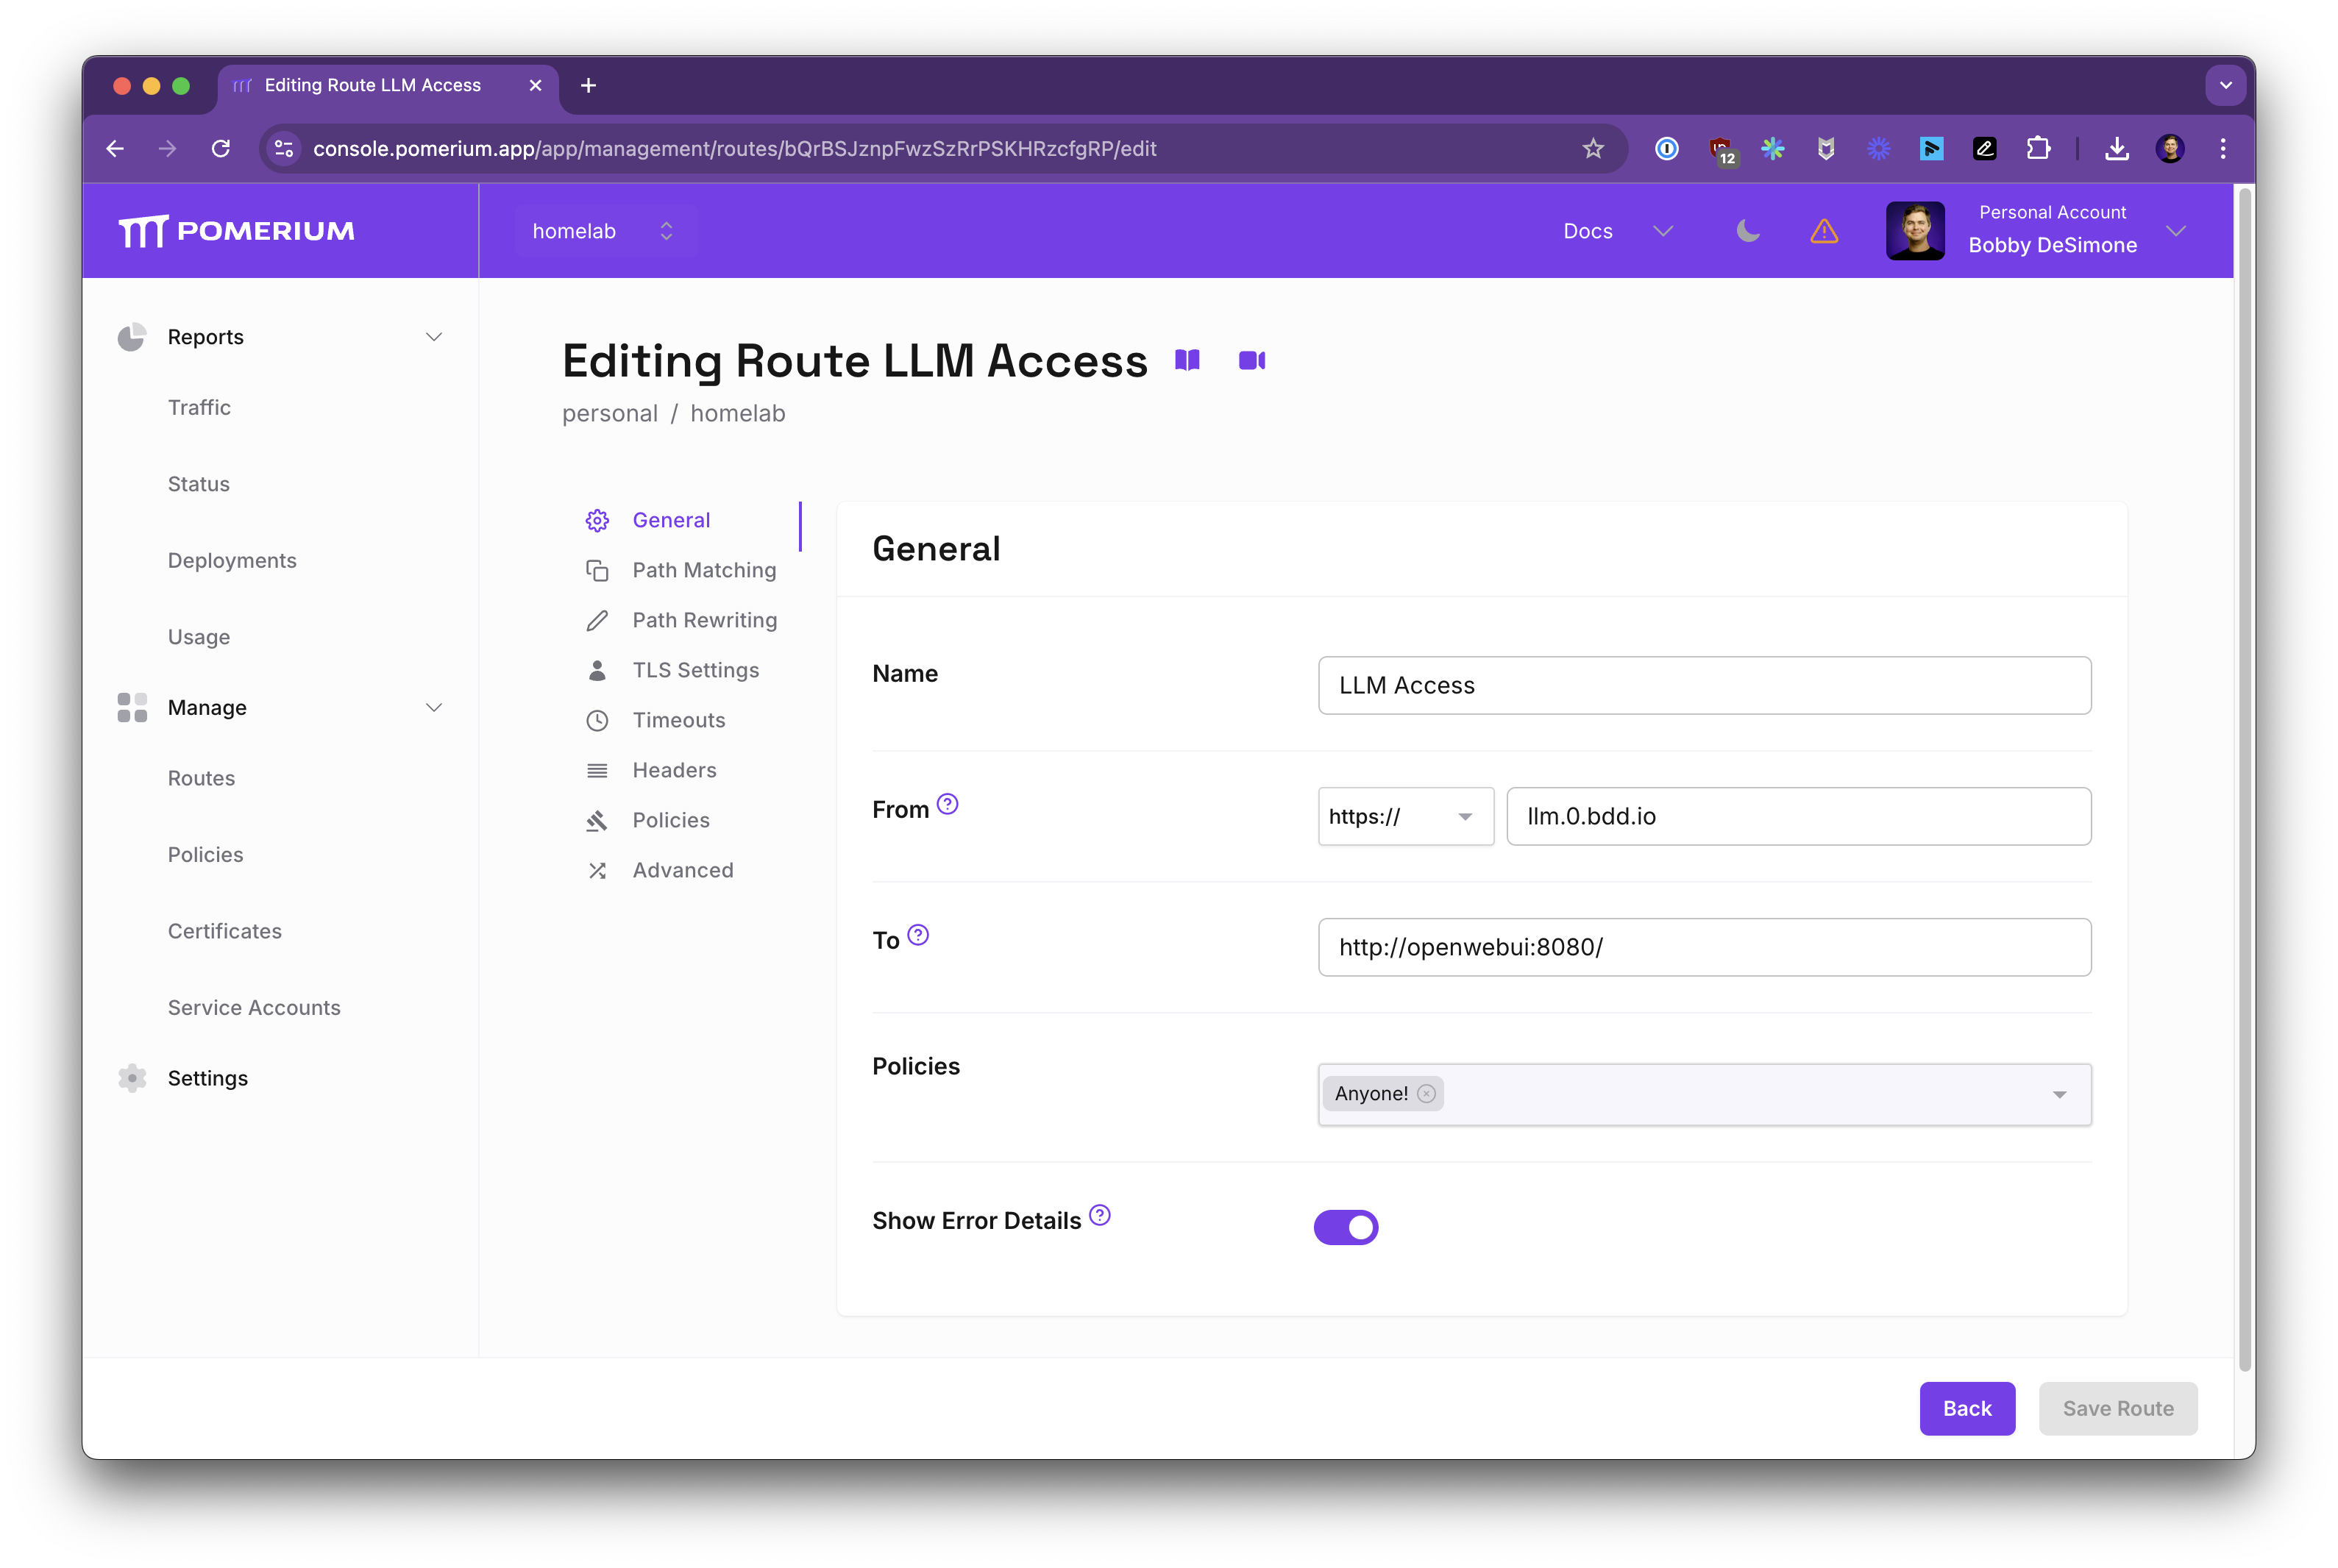 Editing Route LLM Access
console.pomerium.app/app/management/routes/bQrBSJznpFwzSzRrPSKHRzcfgRP/edit
12
POMERIUM
homelab
Docs
Personal Account
Bobby DeSimone
Reports
Traffic
Status
Deployments
Usage
Manage
Routes
Policies
Certificates
Service Accounts
Settings
Editing Route LLM Access
personal / homelab
General
Path Matching
Path Rewriting
TLS Settings
Timeouts
Headers
Policies
Advanced
General
Name
LLM Access
From ?
https://
llm.0.bdd.io
To ?
http://openwebui:8080/
Policies
Anyone!
Show Error Details ?
Back
Save Route